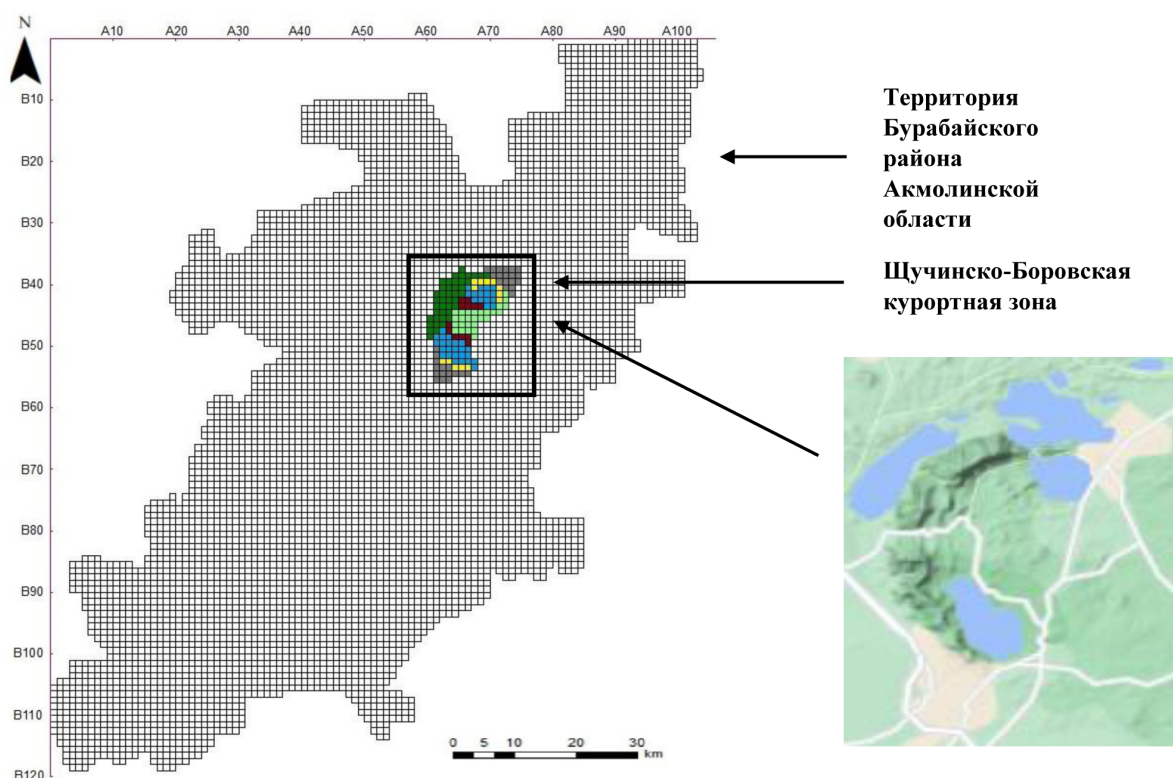 N
A10 A20 A30 A40 A50 A60 A70 A80 A90 A100
B10
B20
B30
B40
B50
B60
B70
B80
B90
B100
B110
B120
Территория
Бурабайского
района
Акмолинской
области
Щучинско-Боровская
курортная зона
0 5 10 20 30
km